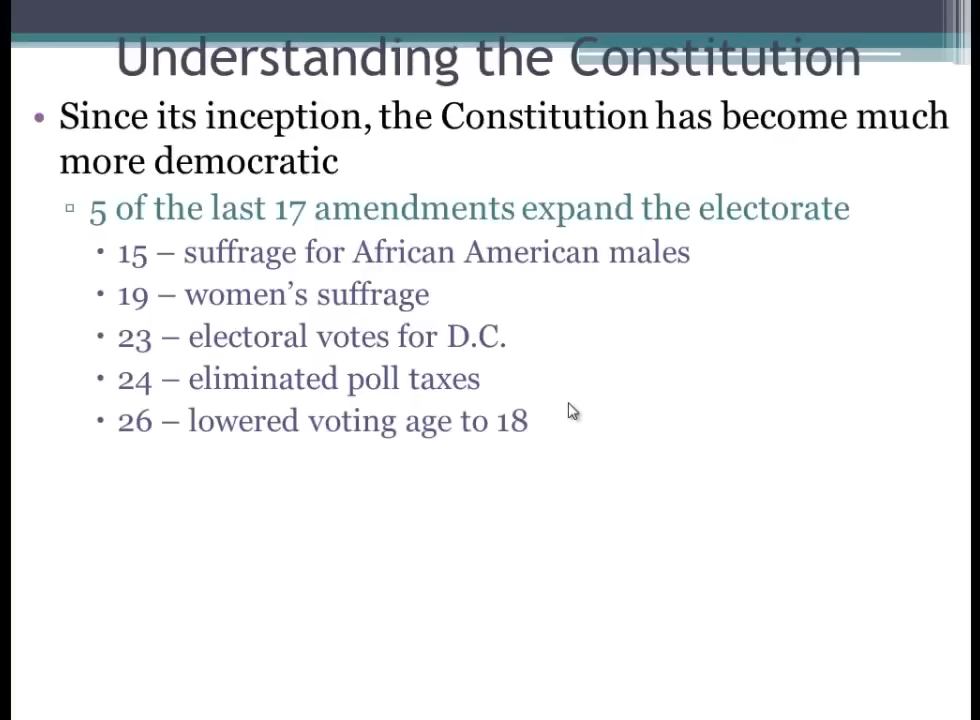 Understanding the Constitution
• Since its inception, the Constitution has become much
more democratic
▫ 5 of the last 17 amendments expand the electorate
• 15 – suffrage for African American males
• 19 – women’s suffrage
• 23 – electoral votes for D.C.
• 24 – eliminated poll taxes
• 26 – lowered voting age to 18